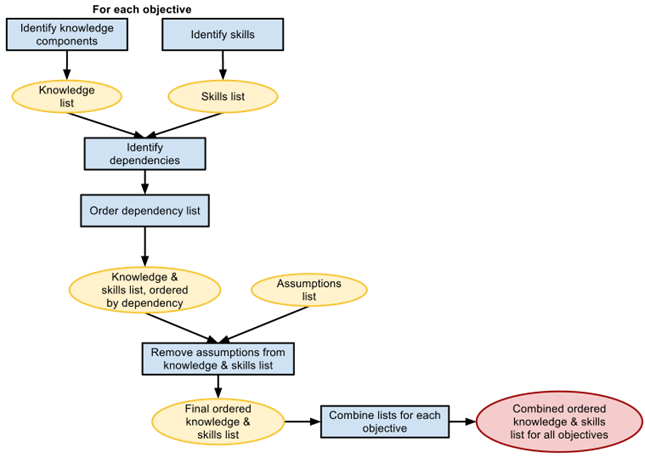 For each objective
Identify knowledge
components
Identify skills
Knowledge
list
Skills list
Identify
dependencies
Order dependency list
Knowledge &
skills list, ordered
by dependency
Assumptions
list
Remove assumptions from
knowledge & skills list
Final ordered
knowledge &
skills list
Combine lists for each
objective
Combined ordered
knowledge & skills
list for all objectives